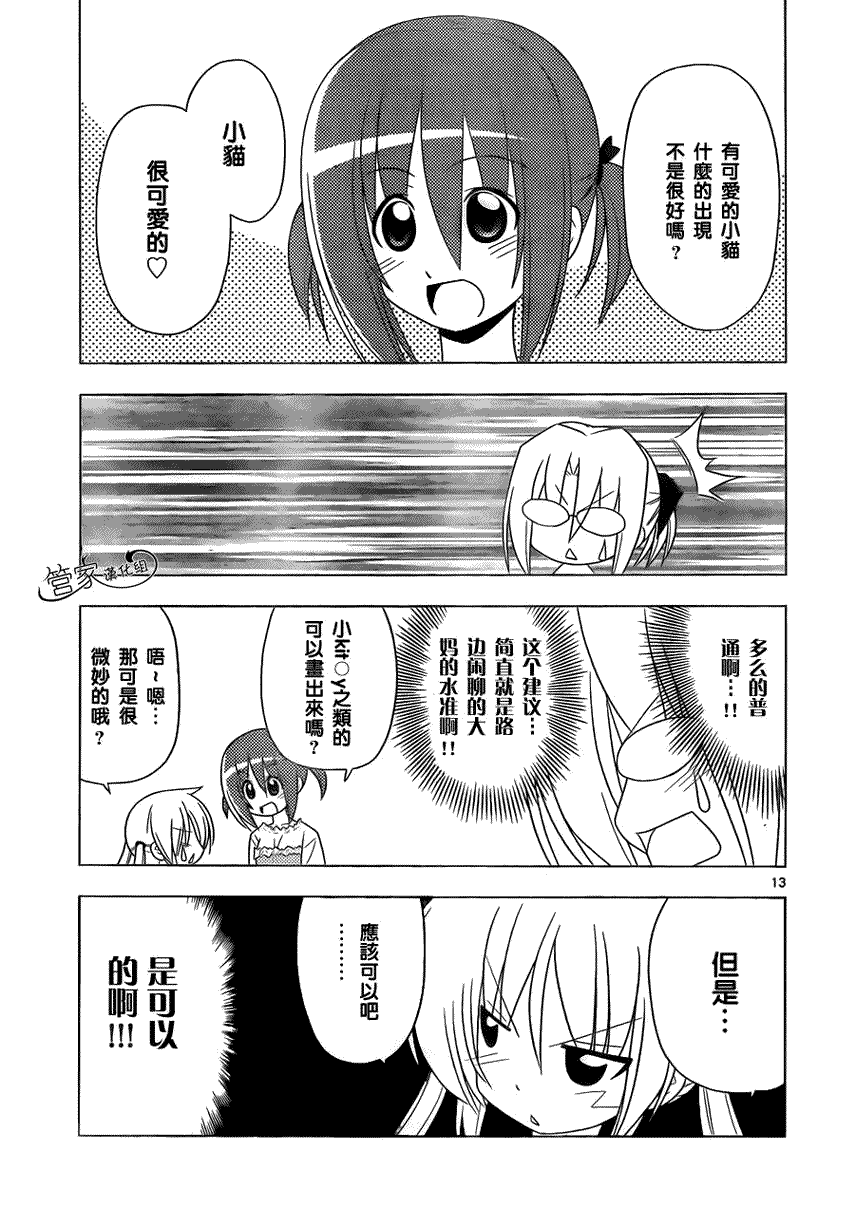 有可愛的小貓
什麼的出現
不是很好嗎?
小貓
很可愛的♡
管家
漢化組
多么的普
通啊…!!
这个建议…
简直就是路
边闲聊的大
妈的水准啊!!
小kit○y之類的
可以畫出來嗎?
唔~嗯…
那可是很
微妙的哦?
13
但是…
應該可以吧
………
是可以
的啊!!!